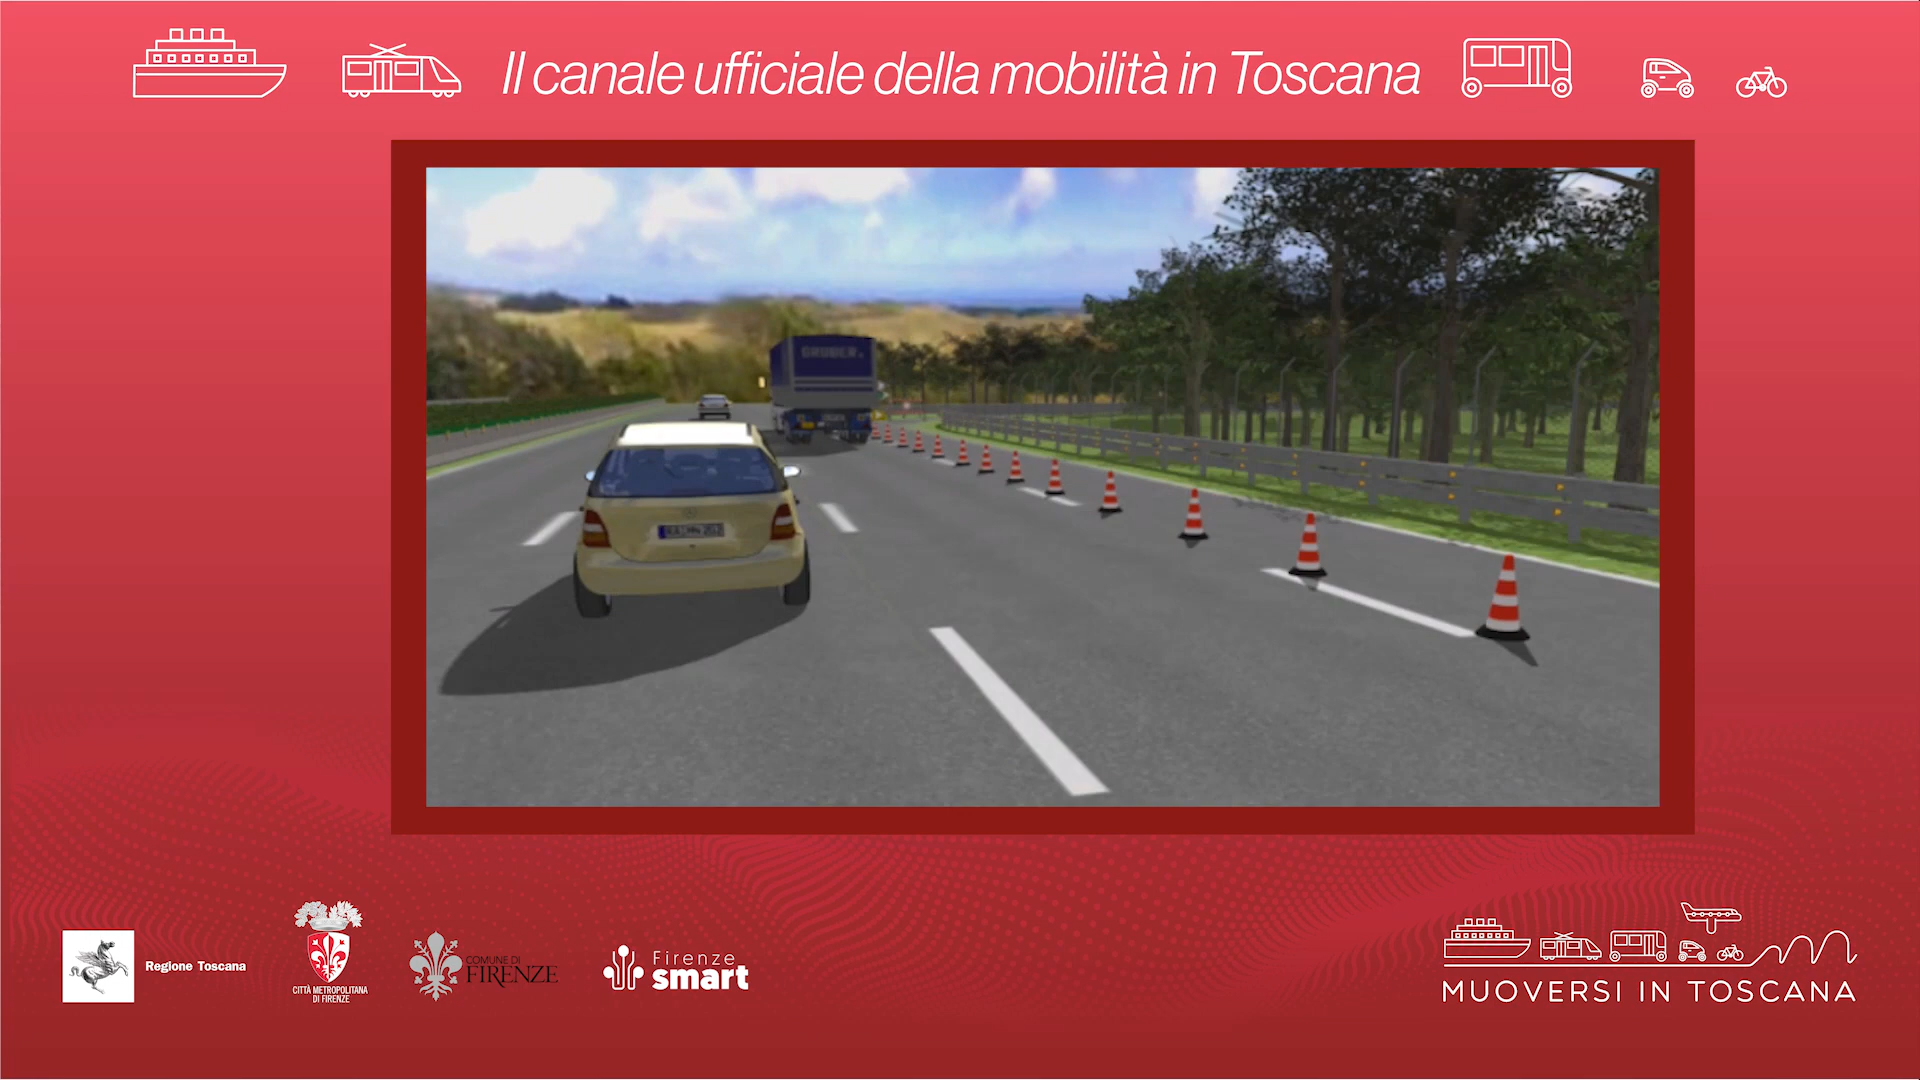 Il canale ufficiale della mobilità in Toscana
GRUBER
Regione Toscana
CITTÀ METROPOLITANA
DI FIRENZE
COMUNE DI
FIRENZE
Firenze
smart
MUOVERSI IN TOSCANA